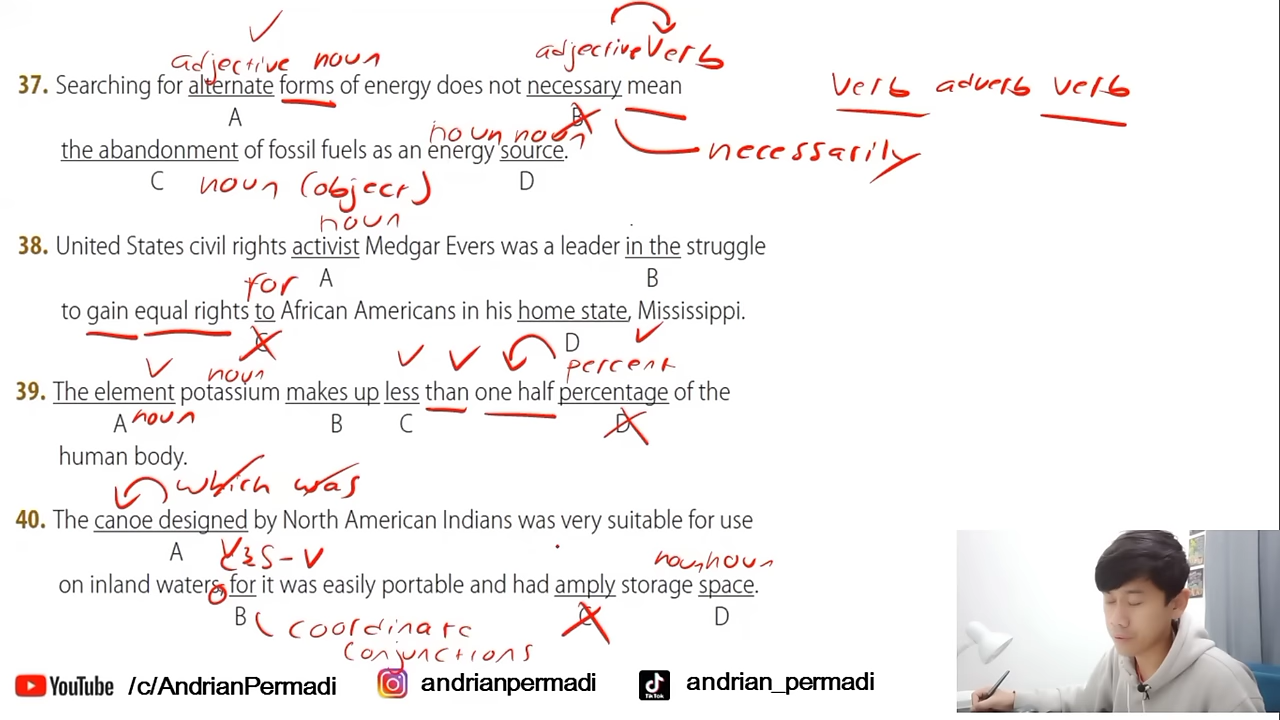 adjective noun
adjective verb
37. Searching for alternate forms of energy does not necessary mean
verb adverb verb
A
B
noun noun
necessarily
the abandonment of fossil fuels as an energy source.
C
noun (object)
D
noun
38. United States civil rights activist Medgar Evers was a leader in the struggle
for
A
B
to gain equal rights to African Americans in his home state, Mississippi.
C
D
noun
percent
39. The element potassium makes up less than one half percentage of the
A noun
B
C
D
human body.
which was
40. The canoe designed by North American Indians was very suitable for use
A
S-V
noun noun
on inland waters, for it was easily portable and had amply storage space.
B
C
D
coordinate
conjunctions
YouTube /c/AndrianPermadi
andrianpermadi
TikTok
andrian_permadi